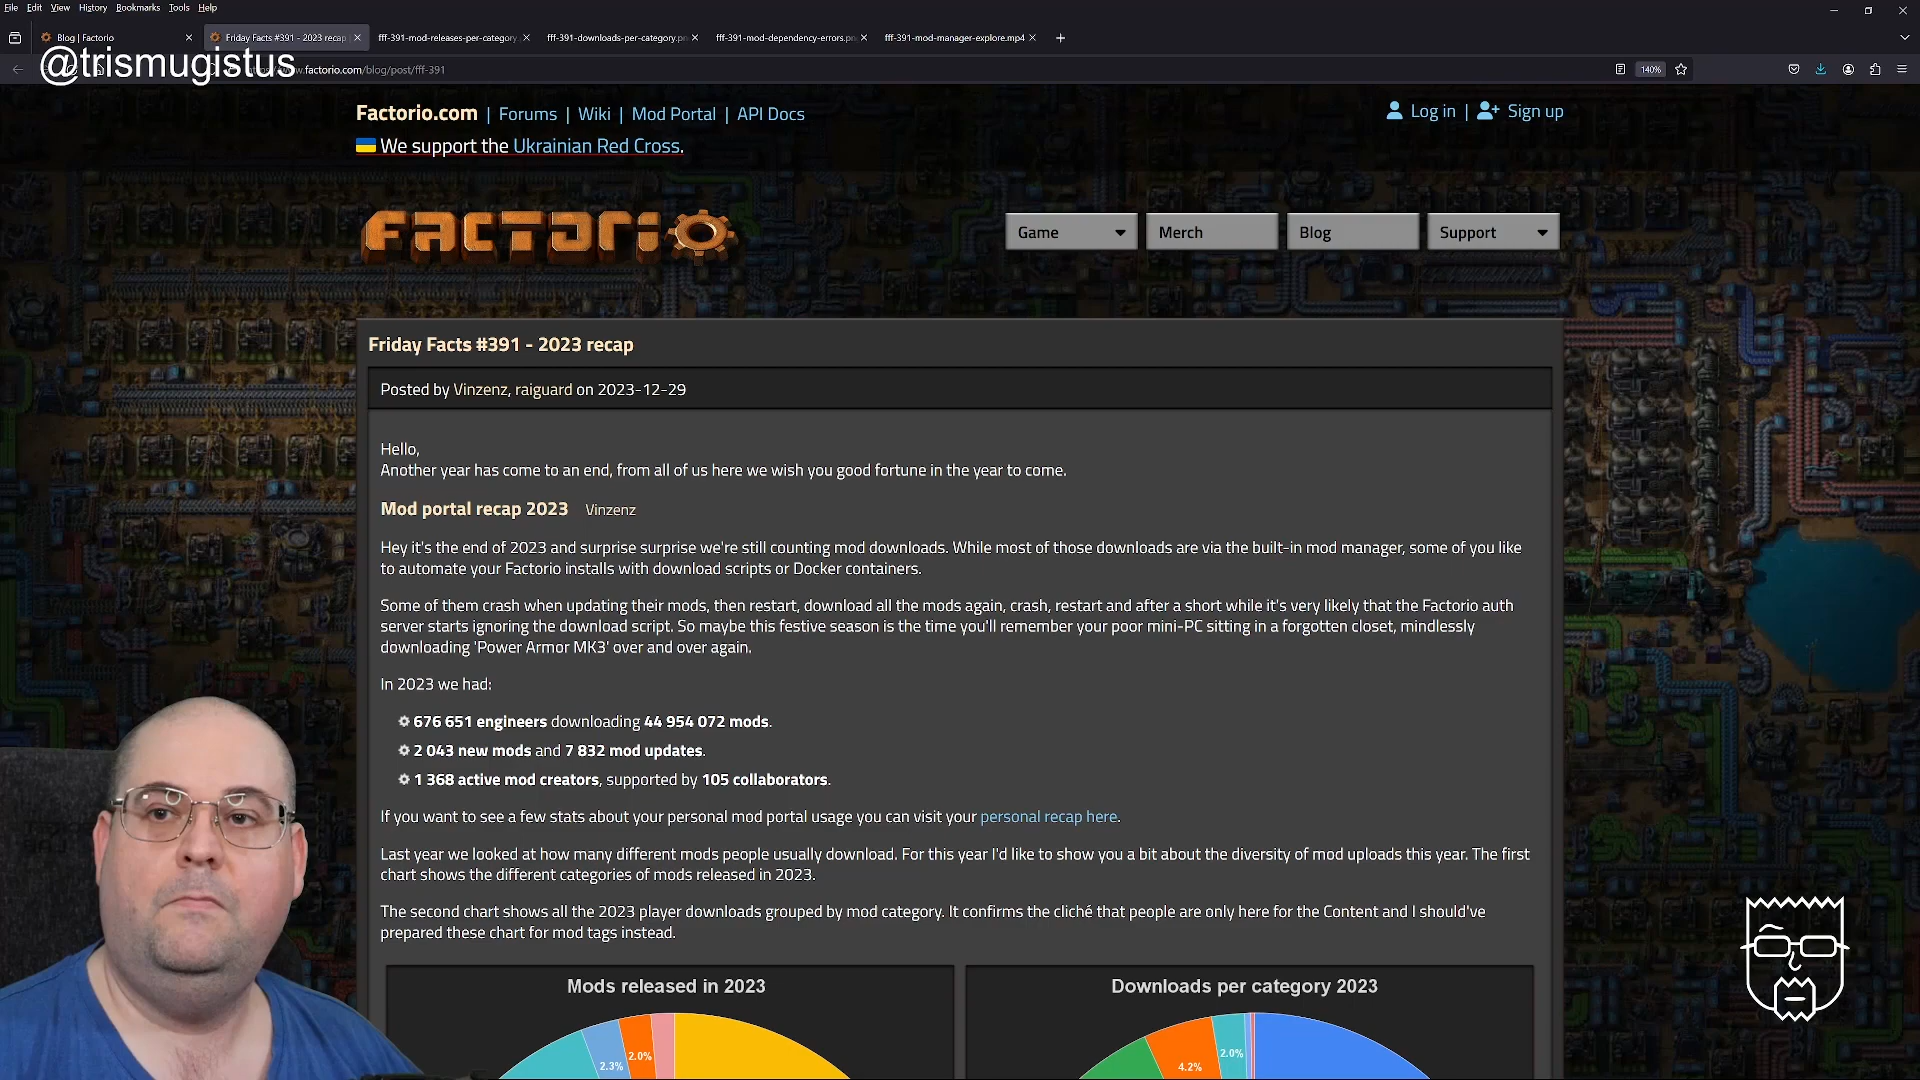 File Edit View History Bookmarks Tools Help
Blog | Factorio
Friday Facts #391 - 2023 recap
fff-391-mod-releases-per-category
fff-391-downloads-per-category.pn
fff-391-mod-dependency-errors.pn
fff-391-mod-manager-explore.mp4
@trismugistus
.factorio.com/blog/post/fff-391
140%
Factorio.com | Forums | Wiki | Mod Portal | API Docs
Log in | Sign up
We support the Ukrainian Red Cross.
FACTORIO
Game
Merch
Blog
Support
Friday Facts #391 - 2023 recap
Posted by Vinzenz, raiguard on 2023-12-29
Hello,
Another year has come to an end, from all of us here we wish you good fortune in the year to come.
Mod portal recap 2023 Vinzenz
Hey it's the end of 2023 and surprise surprise we're still counting mod downloads. While most of those downloads are via the built-in mod manager, some of you like
to automate your Factorio installs with download scripts or Docker containers.
Some of them crash when updating their mods, then restart, download all the mods again, crash, restart and after a short while it's very likely that the Factorio auth
server starts ignoring the download script. So maybe this festive season is the time you'll remember your poor mini-PC sitting in a forgotten closet, mindlessly
downloading 'Power Armor MK3' over and over again.
In 2023 we had:
676 651 engineers downloading 44 954 072 mods.
2 043 new mods and 7 832 mod updates.
1 368 active mod creators, supported by 105 collaborators.
If you want to see a few stats about your personal mod portal usage you can visit your personal recap here.
Last year we looked at how many different mods people usually download. For this year I'd like to show you a bit about the diversity of mod uploads this year. The first
chart shows the different categories of mods released in 2023.
The second chart shows all the 2023 player downloads grouped by mod category. It confirms the cliché that people are only here for the Content and I should've
prepared these chart for mod tags instead.
Mods released in 2023
2.3%
2.0%
Downloads per category 2023
4.2%
2.0%